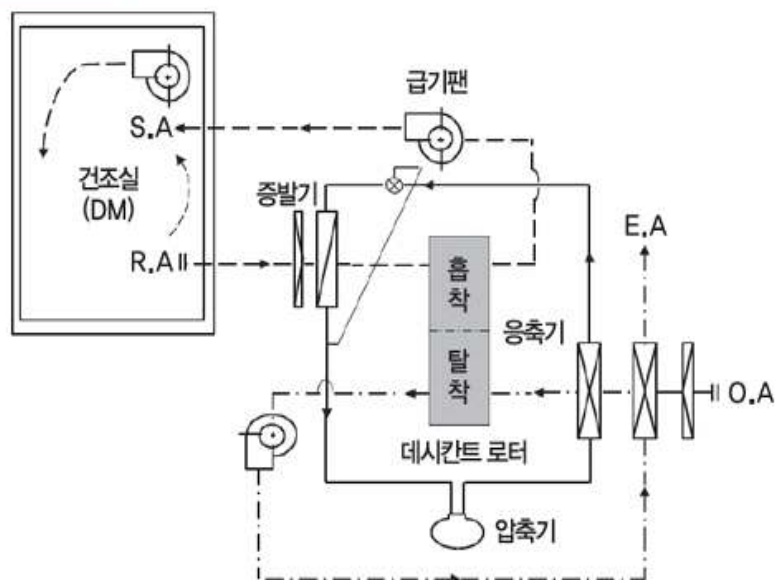 급기팬
S.A
건조실
(DM)
증발기
E.A
R.A
흡착
응축기
탈착
O.A
데시칸트 로터
압축기